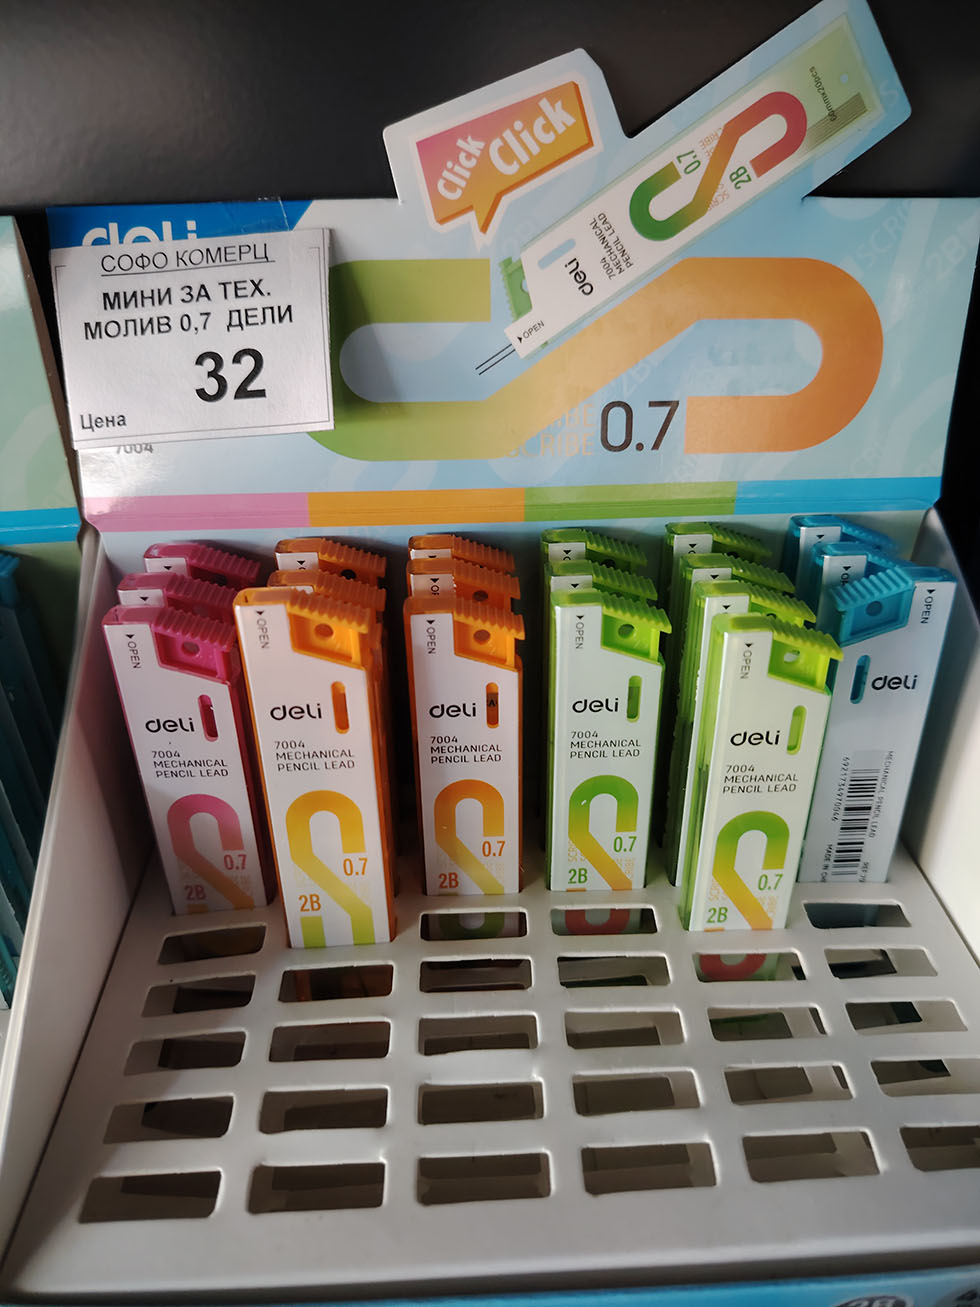 Click
Click
deli
7004
MECHANICAL
PENCIL LEAD
OPEN
0.7
2B
60mmx20pcs
deli
СОФО КОМЕРЦ
МИНИ ЗА ТЕХ.
МОЛИВ 0,7 ДЕЛИ
32
Цена
7004
0.7
OPEN
deli
7004
MECHANICAL
PENCIL LEAD
0.7
2B
OPEN
deli
7004
MECHANICAL
PENCIL LEAD
0.7
2B
OPEN
deli
7004
MECHANICAL
PENCIL LEAD
0.7
2B
OPEN
deli
7004
MECHANICAL
PENCIL LEAD
0.7
2B
OPEN
deli
7004
MECHANICAL
PENCIL LEAD
0.7
2B
OPEN
deli
MECHANICAL PENCIL LEAD
6921734970046